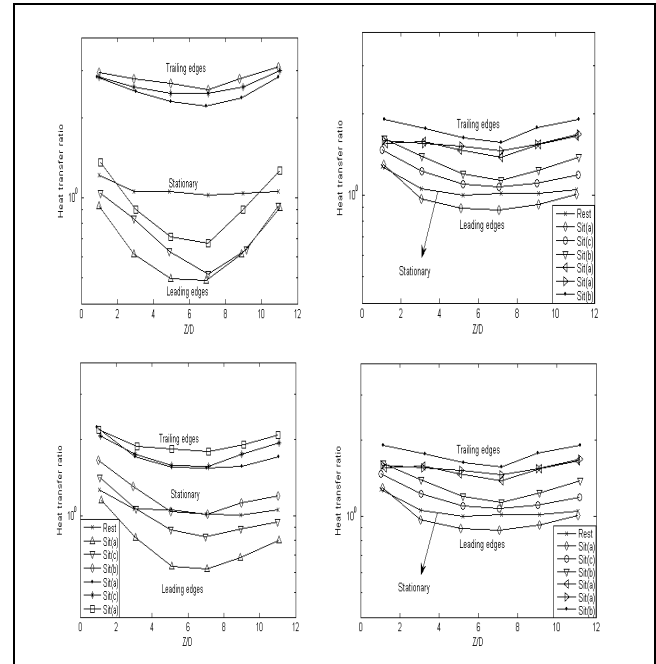 Heat transfer ratio
10^0
Trailing edges
Stationary
Leading edges
0 2 4 6 8 10 12
Z/D
Heat transfer ratio
10^0
Trailing edges
Leading edges
Stationary
Rest
Sit(a)
Sit(c)
Sit(b)
Sit(a)
Sit(a)
Sit(b)
0 2 4 6 8 10 12
Z/D
Heat transfer ratio
10^0
Trailing edges
Stationary
Leading edges
Rest
Sit(a)
Sit(c)
Sit(b)
Sit(a)
Sit(c)
Sit(a)
0 2 4 6 8 10 12
Z/D
Heat transfer ratio
10^0
Trailing edges
Leading edges
Stationary
Rest
Sit(a)
Sit(c)
Sit(b)
Sit(a)
Sit(a)
Sit(b)
0 2 4 6 8 10 12
Z/D